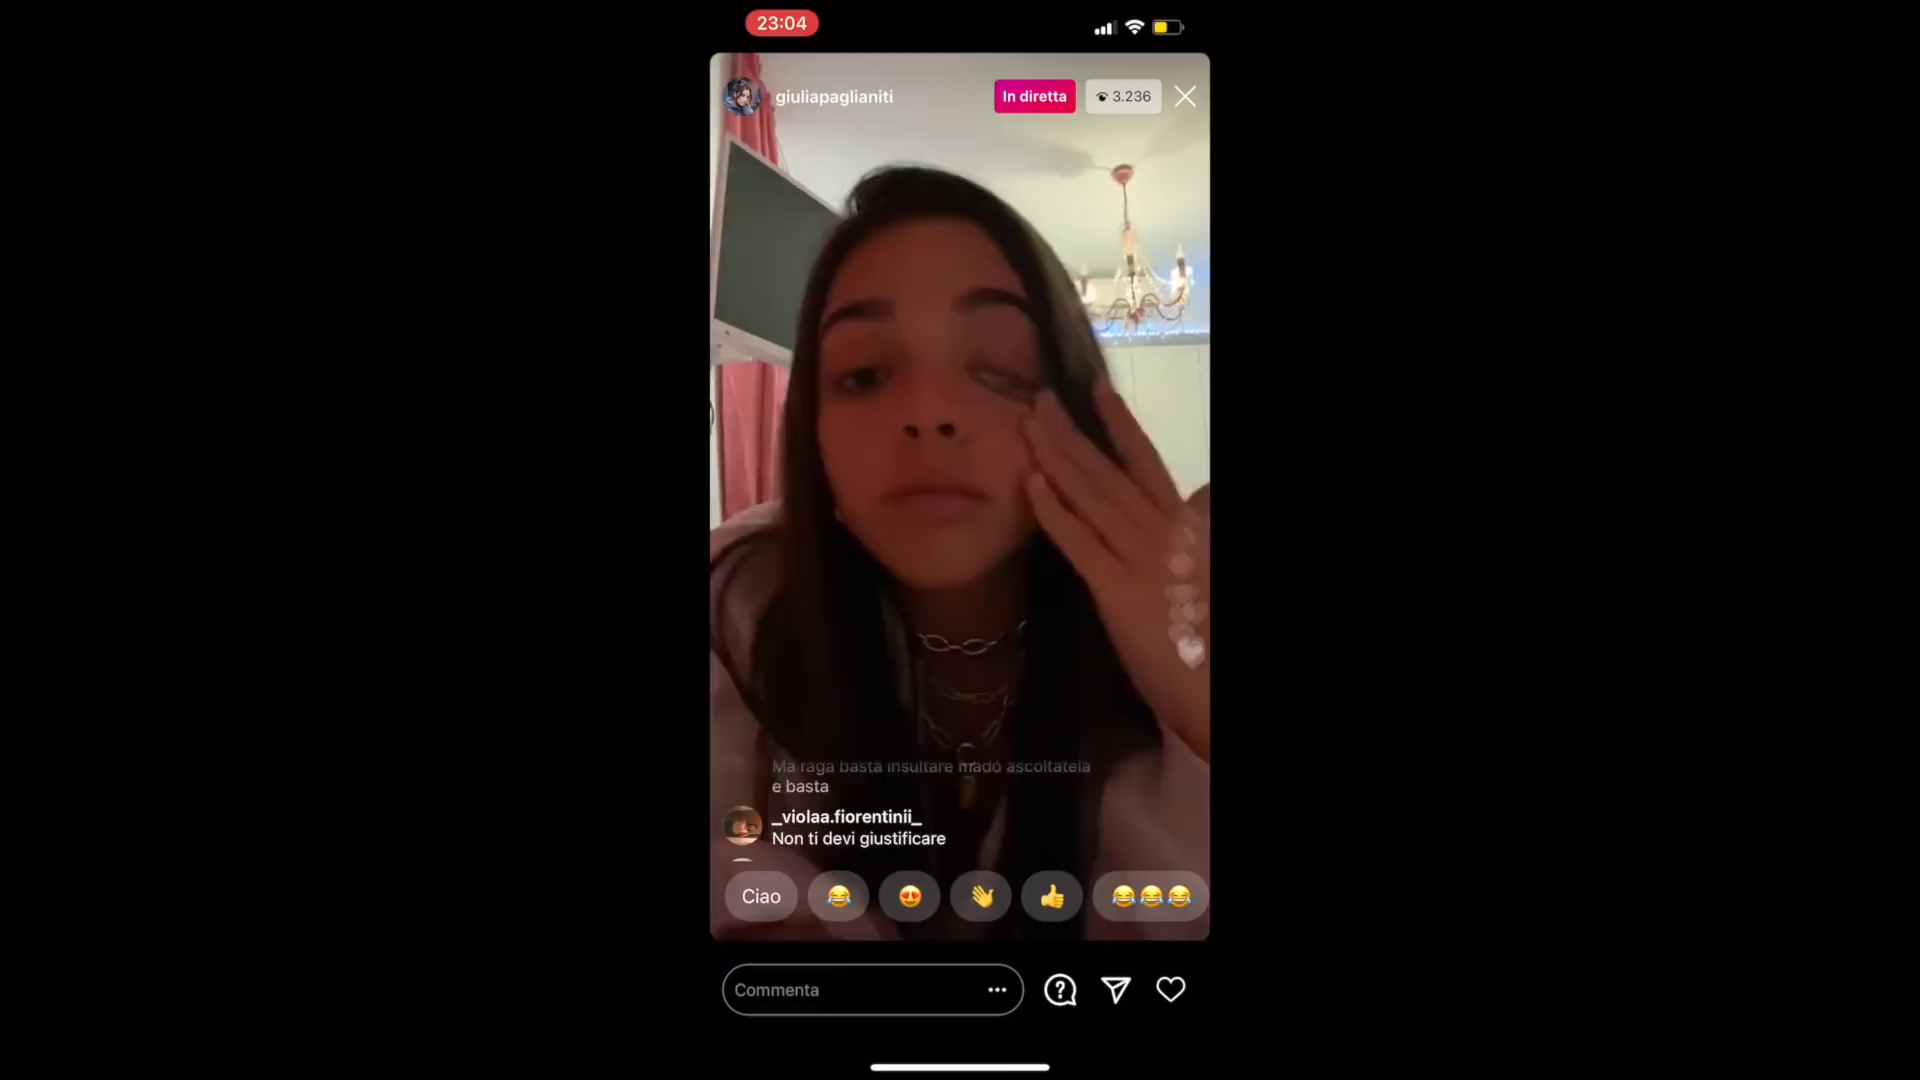 23:04
giuliapaglianiti
In diretta
3.236
Ma raga basta insultare madò ascoltatela
e basta
_violaa.fiorentinii_
Non ti devi giustificare
Ciao
Commenta